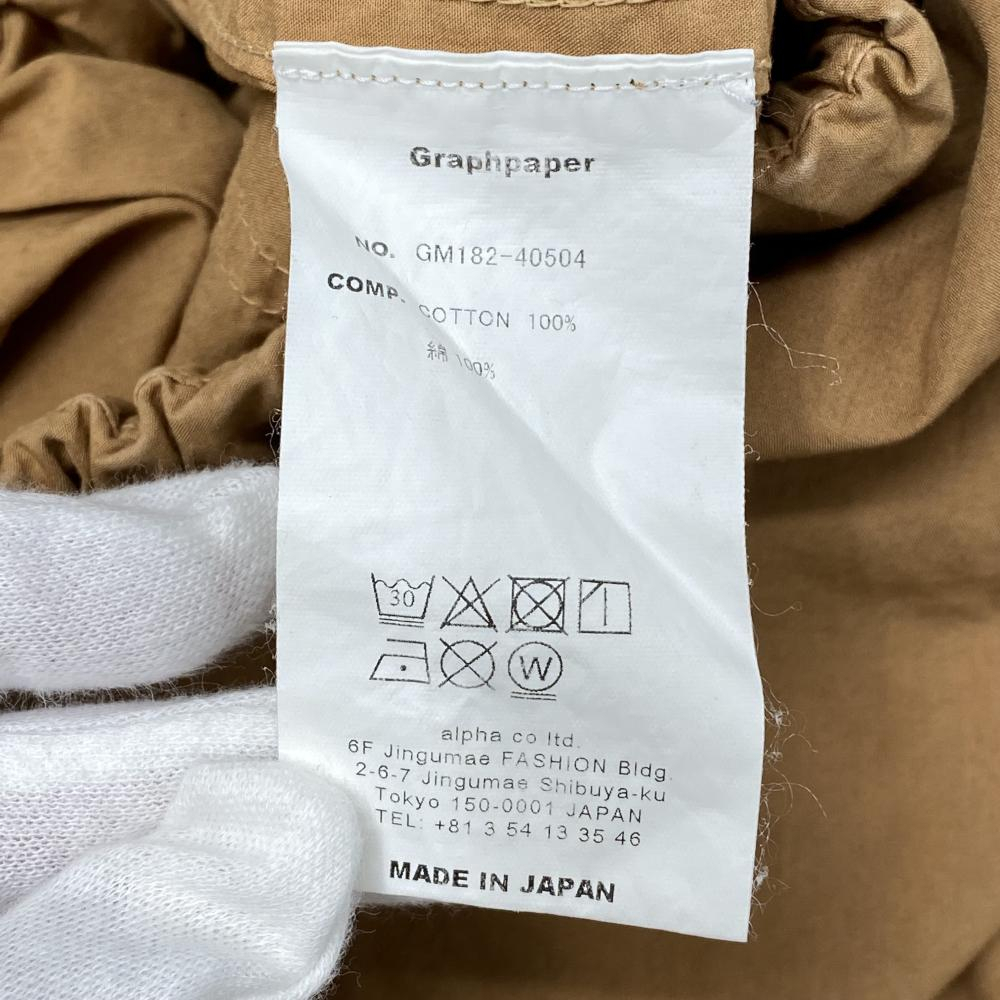 Graphpaper
NO. GM182-40504
COMP. COTTON 100%
綿 100%
30
W
alpha co ltd.
6F Jingumae FASHION Bldg.
2-6-7 Jingumae Shibuya-ku
Tokyo 150-0001 JAPAN
TEL: +81 3 54 13 35 46
MADE IN JAPAN